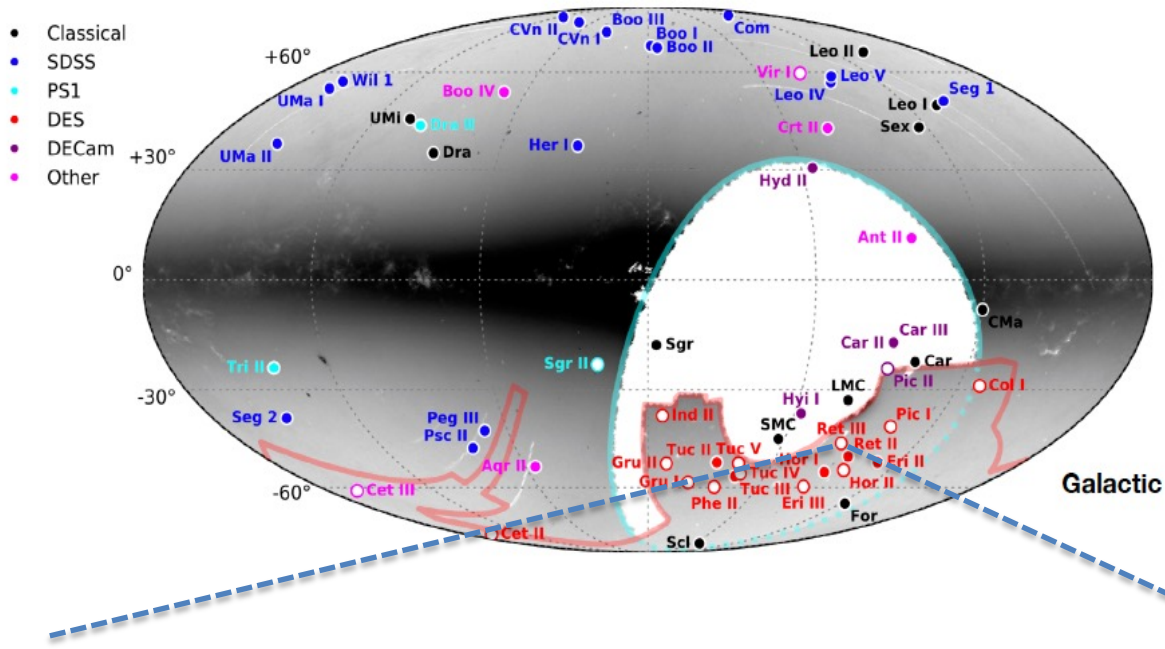 Classical
SDSS
PS1
DES
DECam
Other
+60°
+30°
0°
-30°
-60°
CVn II
CVn I
Boo III
Boo I
Boo II
Com
Leo II
Vir I
Leo V
Leo IV
Seg 1
Leo I
Sex
Crt II
Wil 1
UMa I
UMa II
Boo IV
UMi
Dra II
Dra
Her I
Hyd II
Ant II
CMa
Car III
Car II
Car
Pic II
Col I
Sgr
Sgr II
Tri II
LMC
Hyi I
SMC
Seg 2
Peg III
Psc II
Aqr II
Cet III
Cet II
Ind II
Pic I
Ret III
Ret II
Tuc II
Tuc V
Hor I
Eri II
Gru II
Gru I
Tuc IV
Tuc III
Hor II
Phe II
Eri III
For
Scl
Galactic